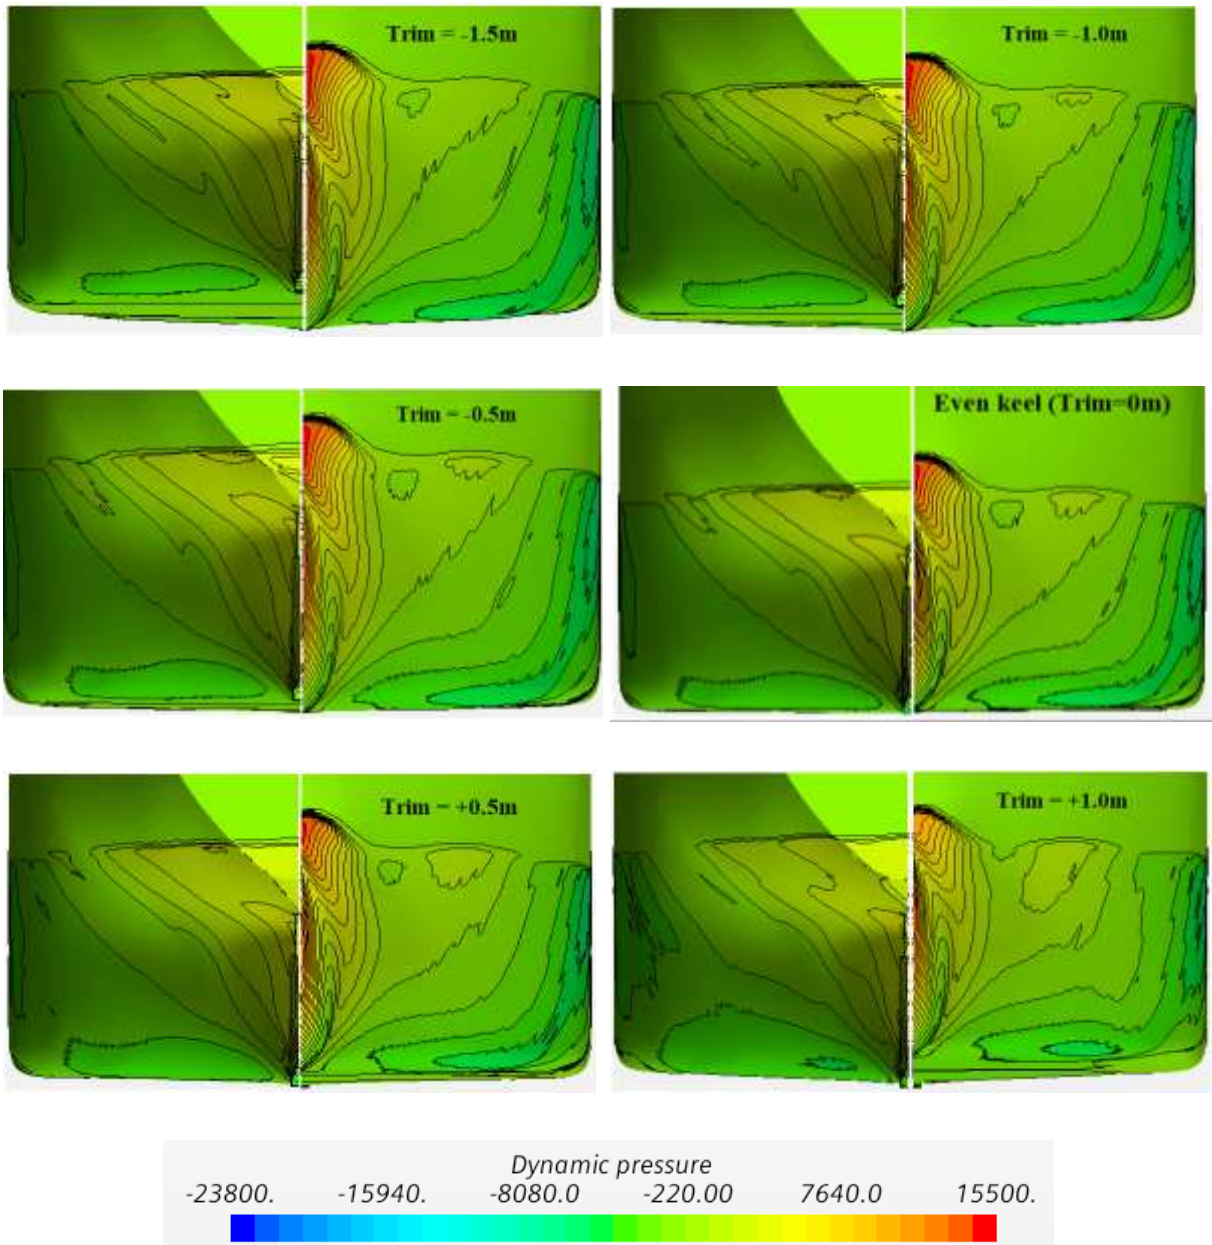 Trim = -1.5m
Trim = -1.0m
Trim = -0.5m
Even keel (Trim=0m)
Trim = +0.5m
Trim = +1.0m
Dynamic pressure
-23800. -15940. -8080.0 -220.00 7640.0 15500.